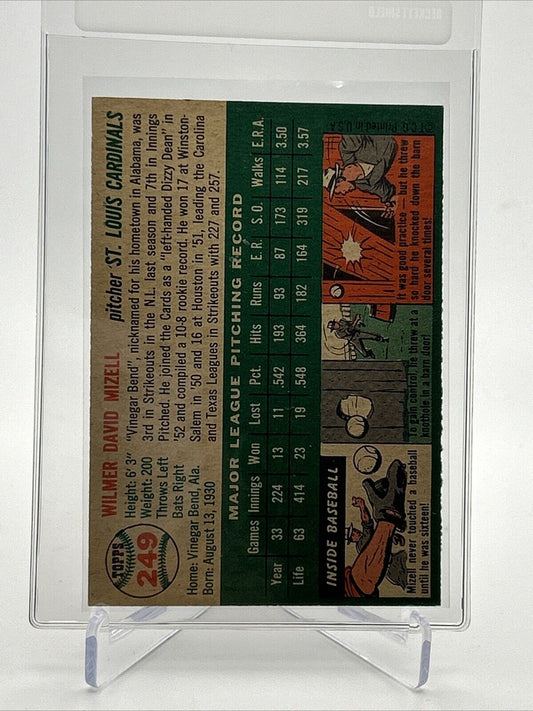 BECKETT SHIELD
TOPPS
249
WILMER DAVID MIZELL
pitcher ST. LOUIS CARDINALS
Height: 6' 3"
Weight: 200
Throws Left
Bats Right
Home: Vinegar Bend, Ala.
Born: August 13, 1930
"Vinegar Bend", nicknamed for his hometown in Alabama, was
3rd in Strikeouts in the N.L. last season and 7th in Innings
Pitched. He joined the Cards as a "left-handed Dizzy Dean" in
'52 and compiled a 10-8 rookie record. He won 17 at Winston-
Salem in '50 and 16 at Houston in '51, leading the Carolina
and Texas Leagues in Strikeouts with 227 and 257.
MAJOR LEAGUE PITCHING RECORD
Games Innings Won Lost Pct. Hits Runs E.R. S.O. Walks E.R.A.
Year 33 224 13 11 .542 193 93 87 173 114 3.50
Life 63 414 23 19 .548 364 182 164 319 217 3.57
INSIDE BASEBALL
© T.C.G. Printed in U.S.A.
Mizell never touched a baseball
until he was sixteen!
To gain control, he threw at a
knothole in a barn door!
It was good practice — but he threw
so hard he knocked down the barn
door several times!